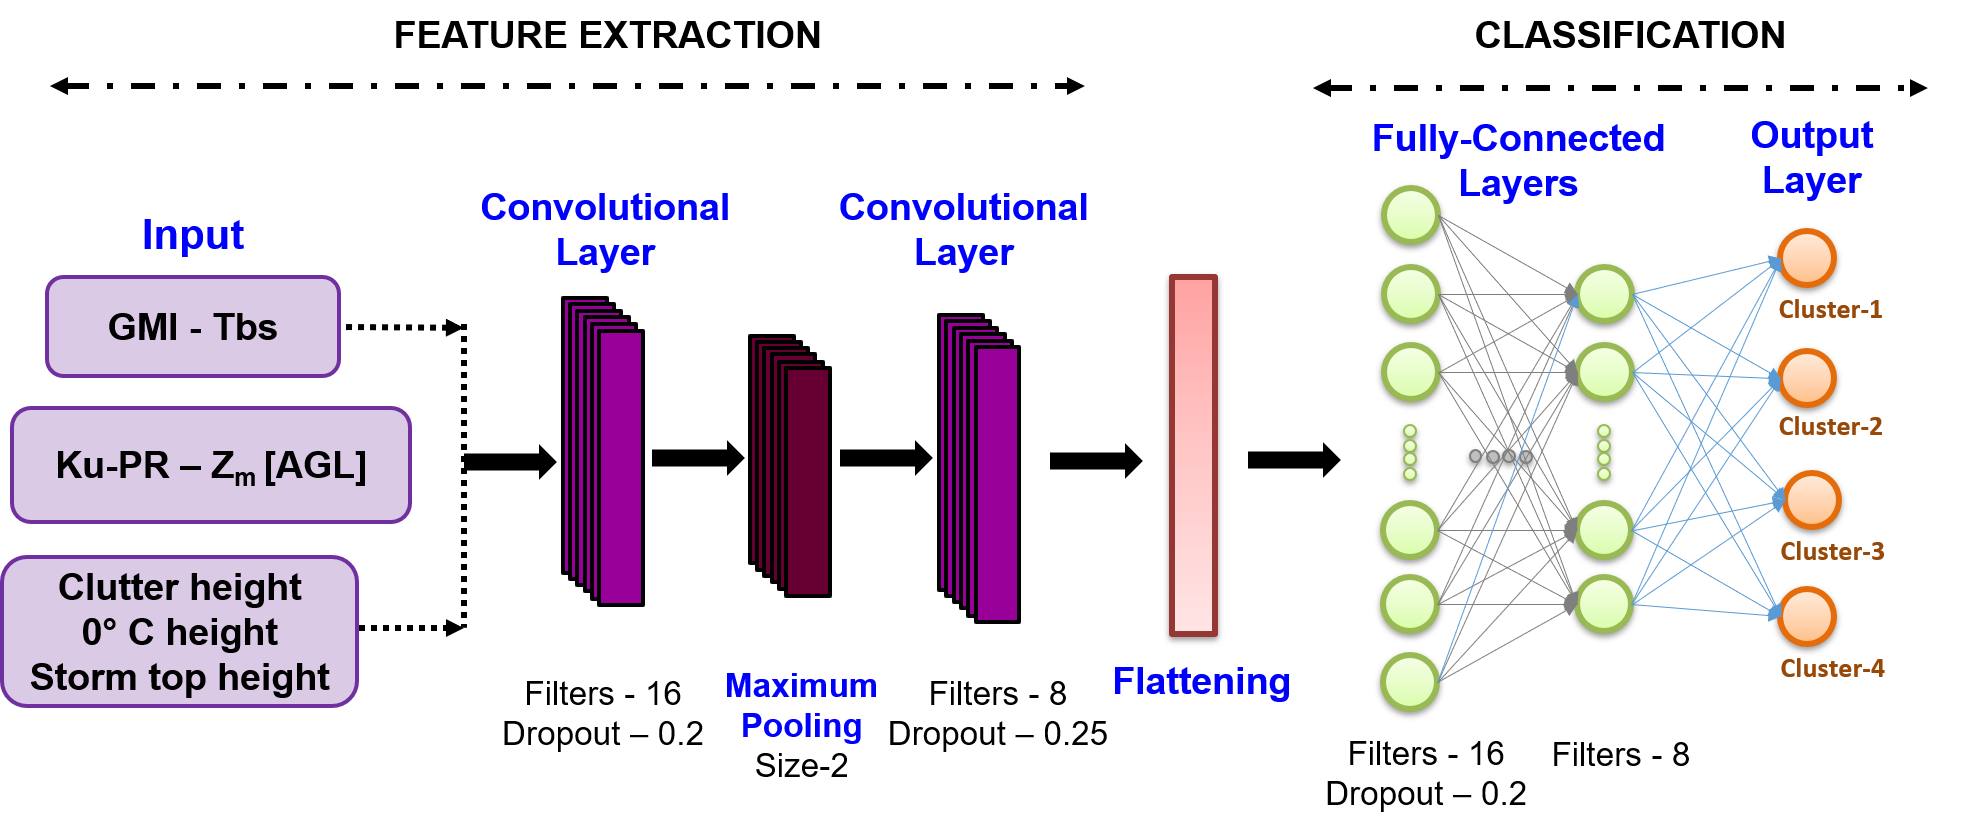 FEATURE EXTRACTION
CLASSIFICATION
Input
GMI - Tbs
Ku-PR – Zm [AGL]
Clutter height
0° C height
Storm top height
Convolutional
Layer
Filters - 16
Dropout – 0.2
Maximum
Pooling
Size-2
Convolutional
Layer
Filters - 8
Dropout – 0.25
Flattening
Fully-Connected
Layers
Filters - 16
Dropout – 0.2
Filters - 8
Output
Layer
Cluster-1
Cluster-2
Cluster-3
Cluster-4